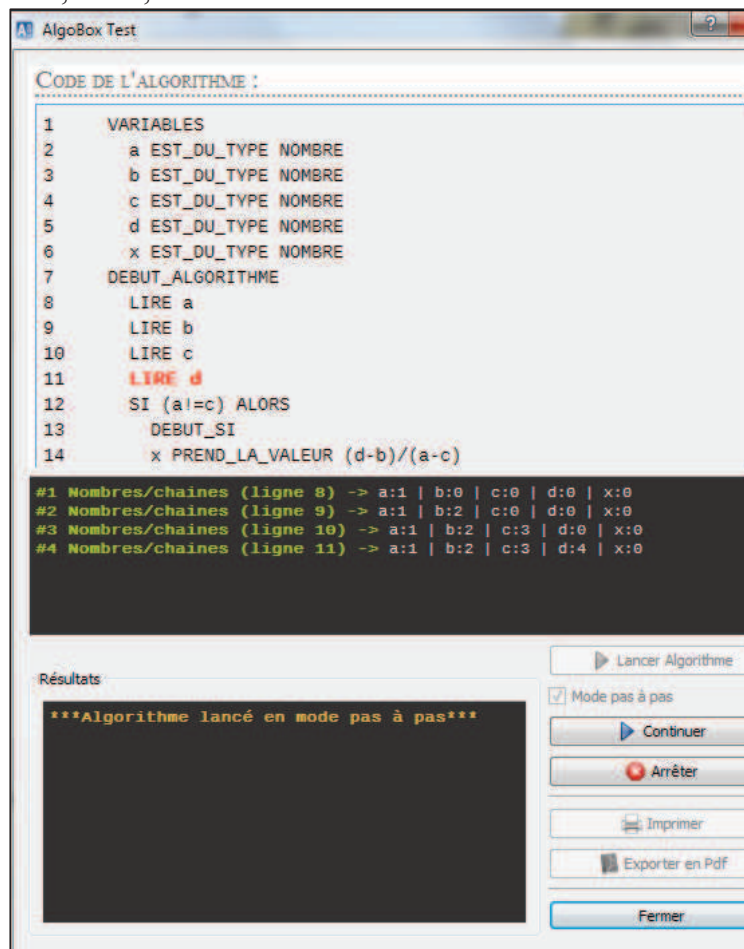 AlgoBox Test
?
CODE DE L'ALGORITHME :
1 VARIABLES
2 a EST_DU_TYPE NOMBRE
3 b EST_DU_TYPE NOMBRE
4 c EST_DU_TYPE NOMBRE
5 d EST_DU_TYPE NOMBRE
6 x EST_DU_TYPE NOMBRE
7 DEBUT_ALGORITHME
8 LIRE a
9 LIRE b
10 LIRE c
11 LIRE d
12 SI (a!=c) ALORS
13 DEBUT_SI
14 x PREND_LA_VALEUR (d-b)/(a-c)
#1 Nombres/chaines (ligne 8) -> a:1 | b:0 | c:0 | d:0 | x:0
#2 Nombres/chaines (ligne 9) -> a:1 | b:2 | c:0 | d:0 | x:0
#3 Nombres/chaines (ligne 10) -> a:1 | b:2 | c:3 | d:0 | x:0
#4 Nombres/chaines (ligne 11) -> a:1 | b:2 | c:3 | d:4 | x:0
Résultats
***Algorithme lancé en mode pas à pas***
Lancer Algorithme
Mode pas à pas
Continuer
Arrêter
Imprimer
Exporter en Pdf
Fermer